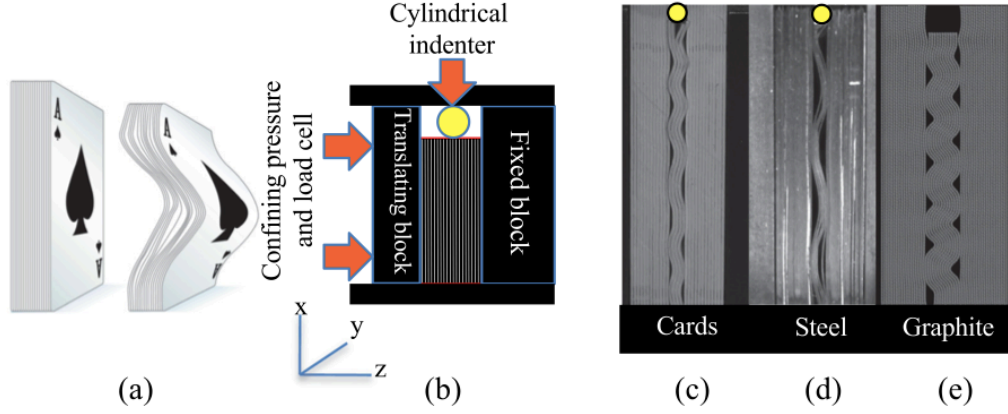 Cylindrical
indenter
A
A
A
A
Confining pressure
and load cell
Translating block
Fixed block
x
y
z
Cards
Steel
Graphite
(a)
(b)
(c)
(d)
(e)